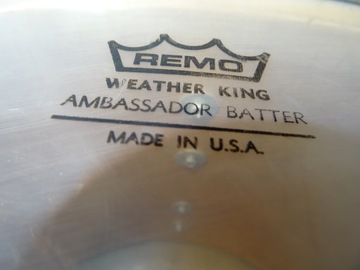 REMO
WEATHER KING
AMBASSADOR BATTER
MADE IN U.S.A.